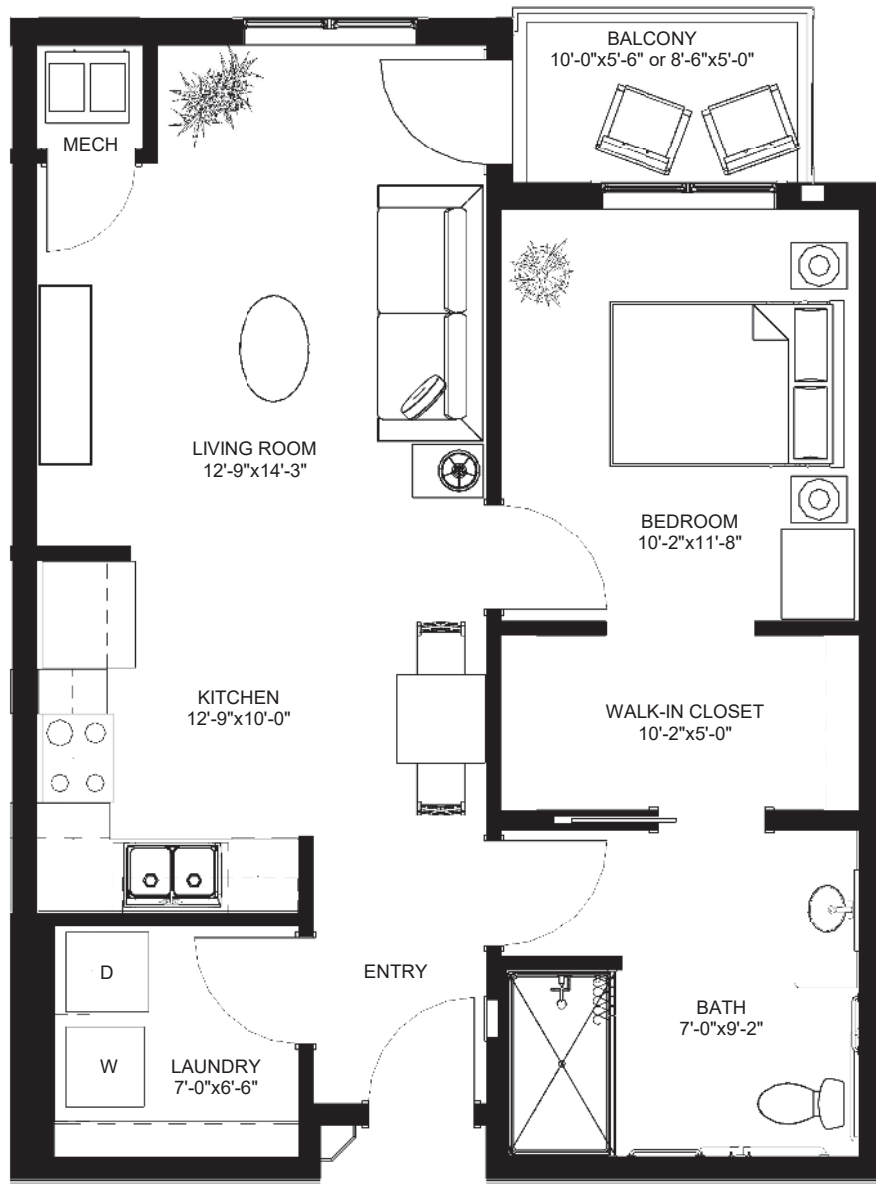 BALCONY
10'-0"x5'-6" or 8'-6"x5'-0"
MECH
LIVING ROOM
12'-9"x14'-3"
BEDROOM
10'-2"x11'-8"
KITCHEN
12'-9"x10'-0"
WALK-IN CLOSET
10'-2"x5'-0"
D
ENTRY
W
LAUNDRY
7'-0"x6'-6"
BATH
7'-0"x9'-2"